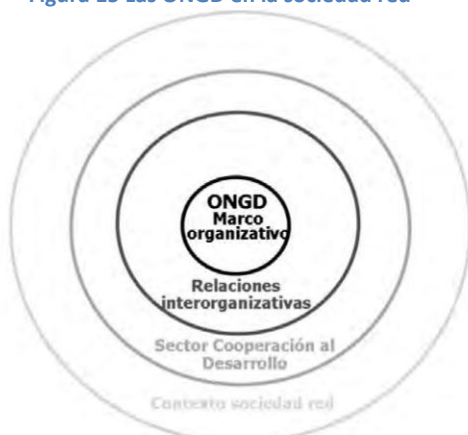 Figura 13 Las ONGD en la sociedad red
ONGD
Marco
organizativo
Relaciones
interorganizativas
Sector Cooperación al
Desarrollo
Contexto sociedad red